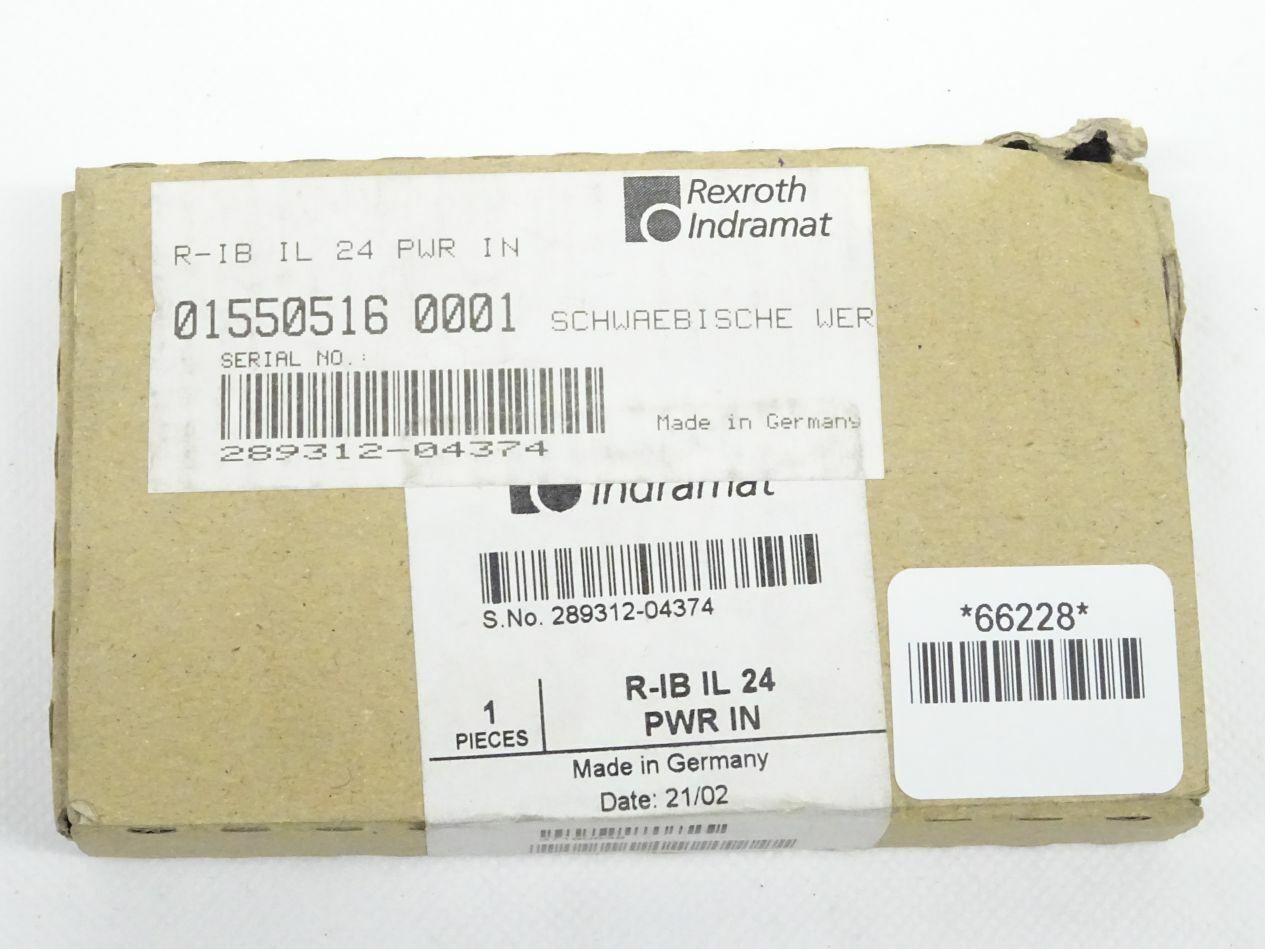 Rexroth
Indramat
R-IB IL 24 PWR IN
01550516 0001 SCHWAEBISCHE WER
SERIAL NO.:
Made in Germany
289312-04374
Indramat
S.No. 289312-04374
1
PIECES
R-IB IL 24
PWR IN
Made in Germany
Date: 21/02
*66228*